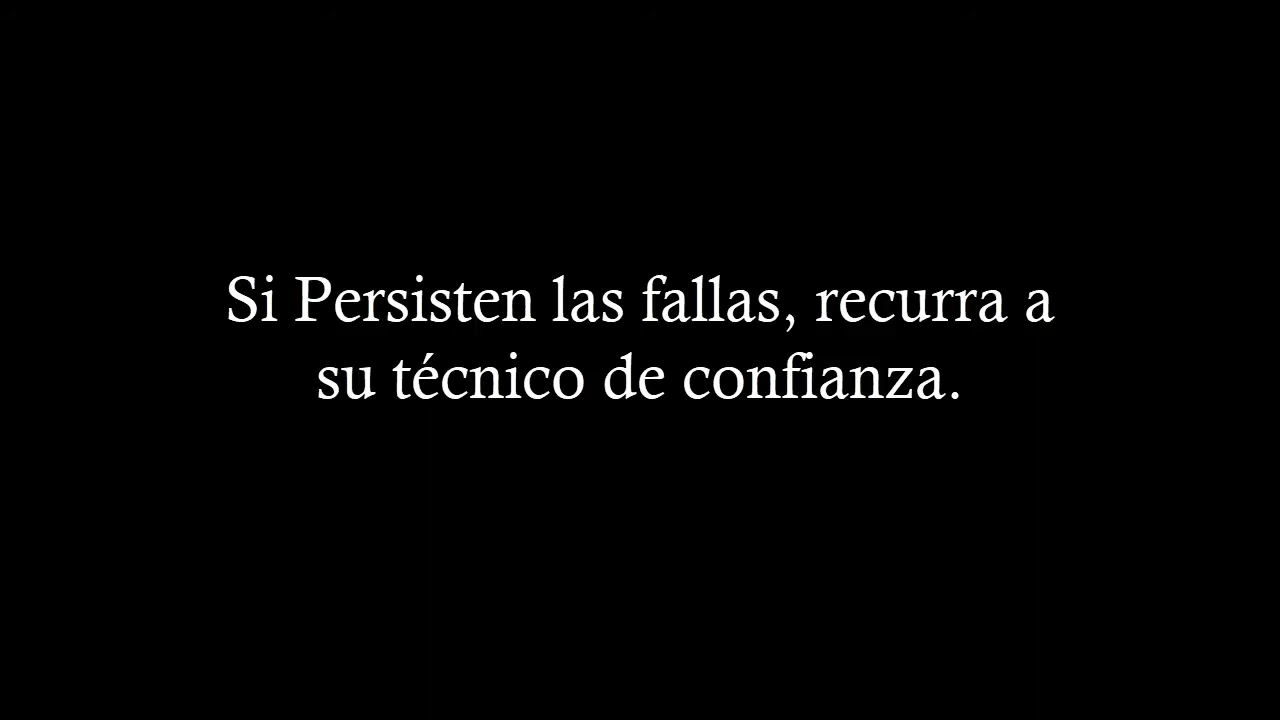 Si Persisten las fallas, recurra a
su técnico de confianza.